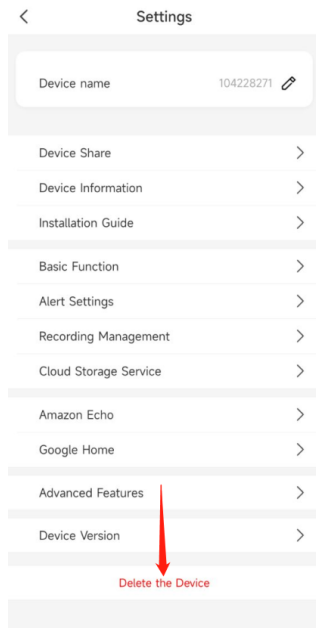 Settings
Device name 104228271
Device Share
Device Information
Installation Guide
Basic Function
Alert Settings
Recording Management
Cloud Storage Service
Amazon Echo
Google Home
Advanced Features
Device Version
Delete the Device